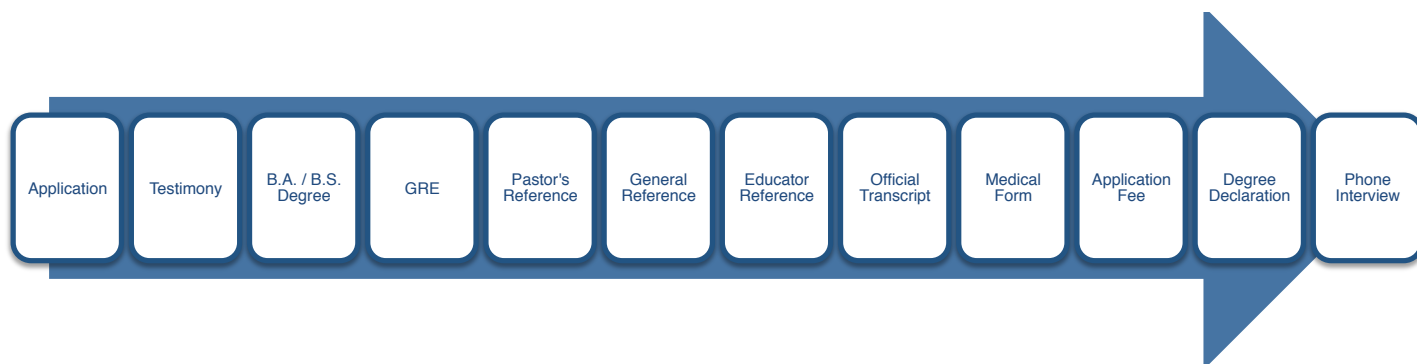 Application
Testimony
B.A. / B.S.
Degree
GRE
Pastor's
Reference
General
Reference
Educator
Reference
Official
Transcript
Medical
Form
Application
Fee
Degree
Declaration
Phone
Interview